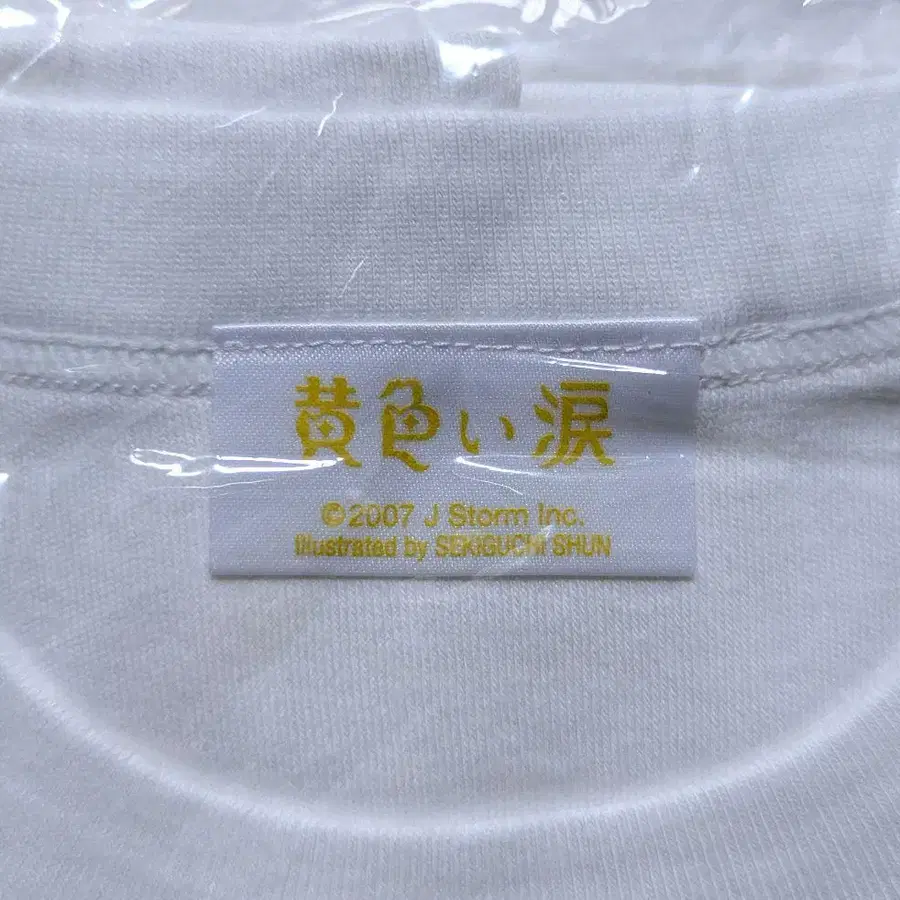 黄色い涙
©2007 J Storm Inc.
Illustrated by SEKIGUCHI SHUN